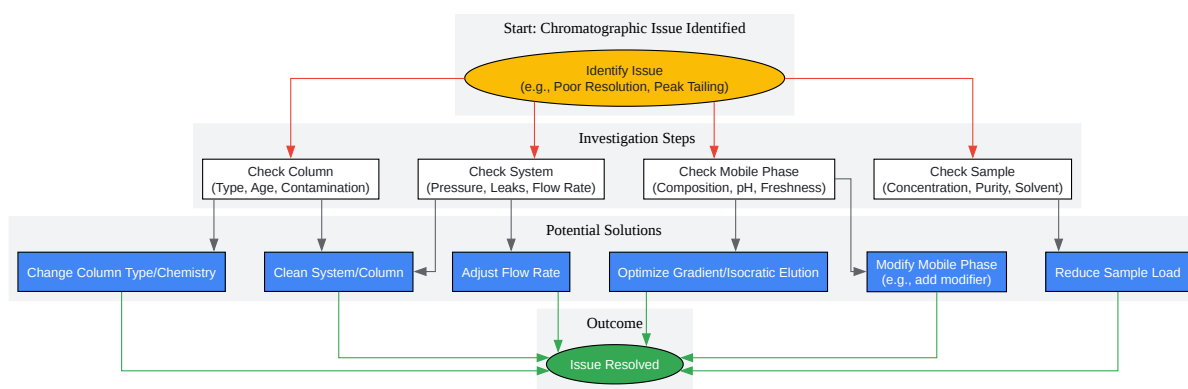 Start: Chromatographic Issue Identified
Identify Issue
(e.g., Poor Resolution, Peak Tailing)
Investigation Steps
Check Column
(Type, Age, Contamination)
Check System
(Pressure, Leaks, Flow Rate)
Check Mobile Phase
(Composition, pH, Freshness)
Check Sample
(Concentration, Purity, Solvent)
Potential Solutions
Change Column Type/Chemistry
Clean System/Column
Adjust Flow Rate
Optimize Gradient/Isocratic Elution
Modify Mobile Phase
(e.g., add modifier)
Reduce Sample Load
Outcome
Issue Resolved